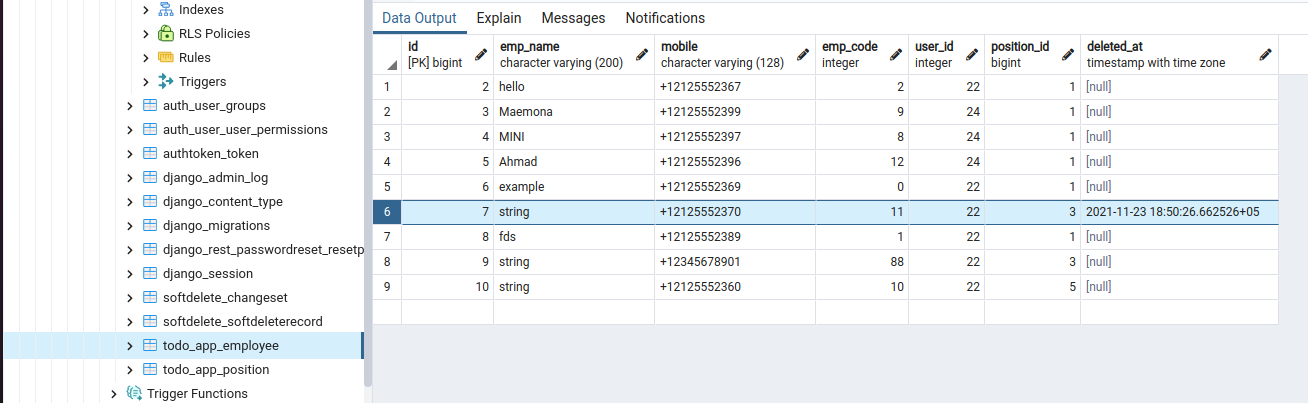 Indexes
RLS Policies
Rules
Triggers
auth_user_groups
auth_user_user_permissions
authtoken_token
django_admin_log
django_content_type
django_migrations
django_rest_passwordreset_resetp
django_session
softdelete_changeset
softdelete_softdeleterecord
todo_app_employee
todo_app_position
Trigger Functions
Data Output Explain Messages Notifications
id emp_name mobile emp_code user_id position_id deleted_at
[PK] bigint character varying (200) character varying (128) integer integer bigint timestamp with time zone
1 2 hello +12125552367 2 22 1 [null]
2 3 Maemona +12125552399 9 24 1 [null]
3 4 MINI +12125552397 8 24 1 [null]
4 5 Ahmad +12125552396 12 24 1 [null]
5 6 example +12125552369 0 22 1 [null]
6 7 string +12125552370 11 22 3 2021-11-23 18:50:26.662526+05
7 8 fds +12125552389 1 22 1 [null]
8 9 string +12345678901 88 22 3 [null]
9 10 string +12125552360 10 22 5 [null]